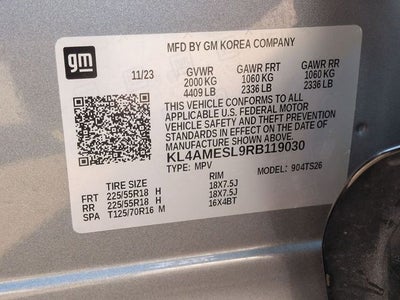 gm
MFD BY GM KOREA COMPANY
11/23 GVWR GAWR FRT GAWR RR
2000 KG 1060 KG 1060 KG
4409 LB 2336 LB 2336 LB
THIS VEHICLE CONFORMS TO ALL
APPLICABLE U.S. FEDERAL MOTOR
VEHICLE SAFETY AND THEFT PREVENTION
STANDARDS IN EFFECT ON THE DATE OF
MANUFACTURE SHOWN ABOVE.
KL4AMESL9RB119030
TYPE: MPV MODEL: 904TS26
TIRE SIZE RIM
FRT 225/55R18 H 18X7.5J
RR 225/55R18 H 18X7.5J
SPA T125/70R16 M 16X4BT